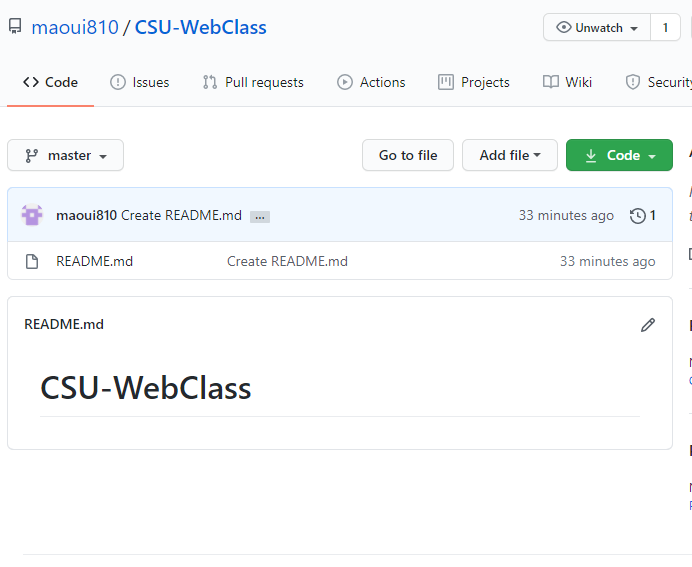 maoui810 / CSU-WebClass
Unwatch 1
Code Issues Pull requests Actions Projects Wiki Security
master Go to file Add file Code
maoui810 Create README.md ... 33 minutes ago 1
README.md Create README.md 33 minutes ago
README.md
CSU-WebClass